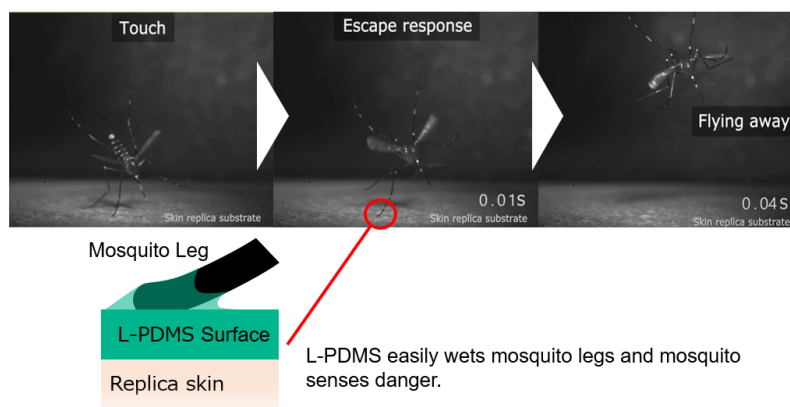 Touch
Escape response
Flying away
Skin replica substrate
0.01S
Skin replica substrate
0.04S
Skin replica substrate
Mosquito Leg
L-PDMS Surface
Replica skin
L-PDMS easily wets mosquito legs and mosquito
senses danger.